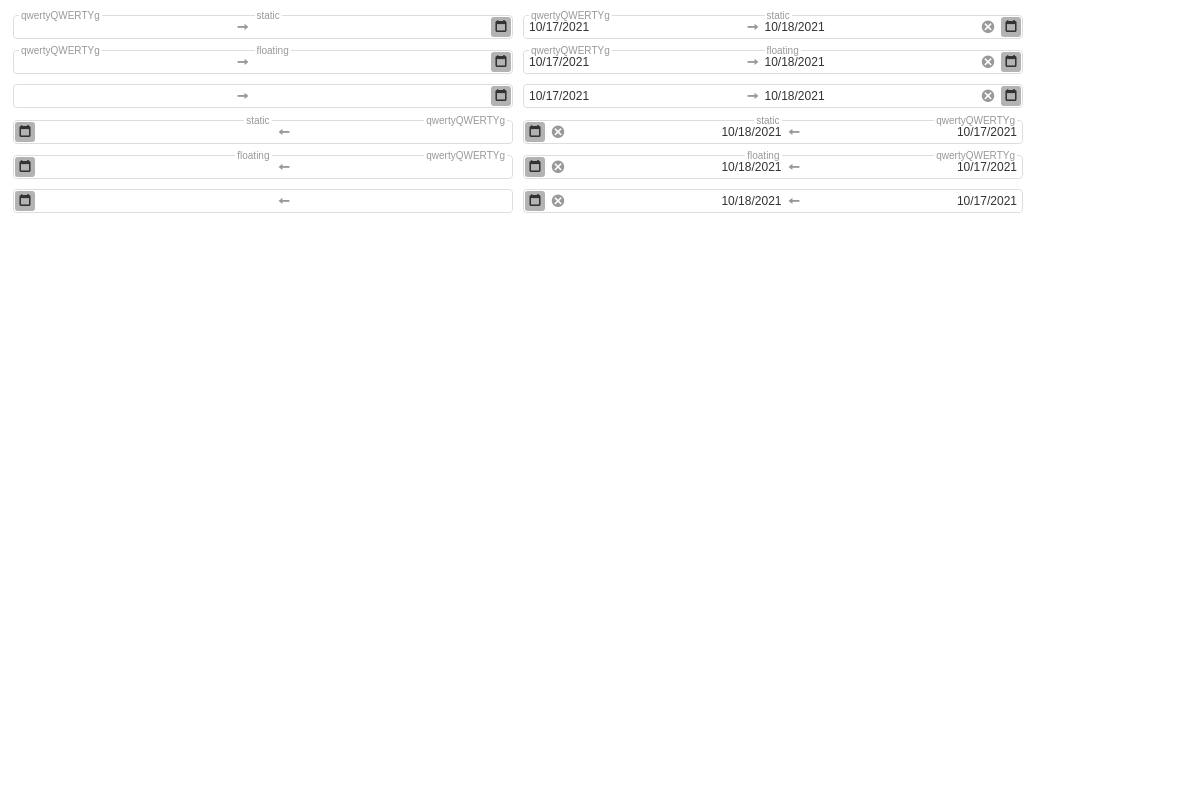 qwertyQWERTYg static qwertyQWERTYg static
10/17/2021 10/18/2021
qwertyQWERTYg floating qwertyQWERTYg floating
10/17/2021 10/18/2021
10/17/2021 10/18/2021
static qwertyQWERTYg static qwertyQWERTYg
10/18/2021 10/17/2021
floating qwertyQWERTYg floating qwertyQWERTYg
10/18/2021 10/17/2021
10/18/2021 10/17/2021